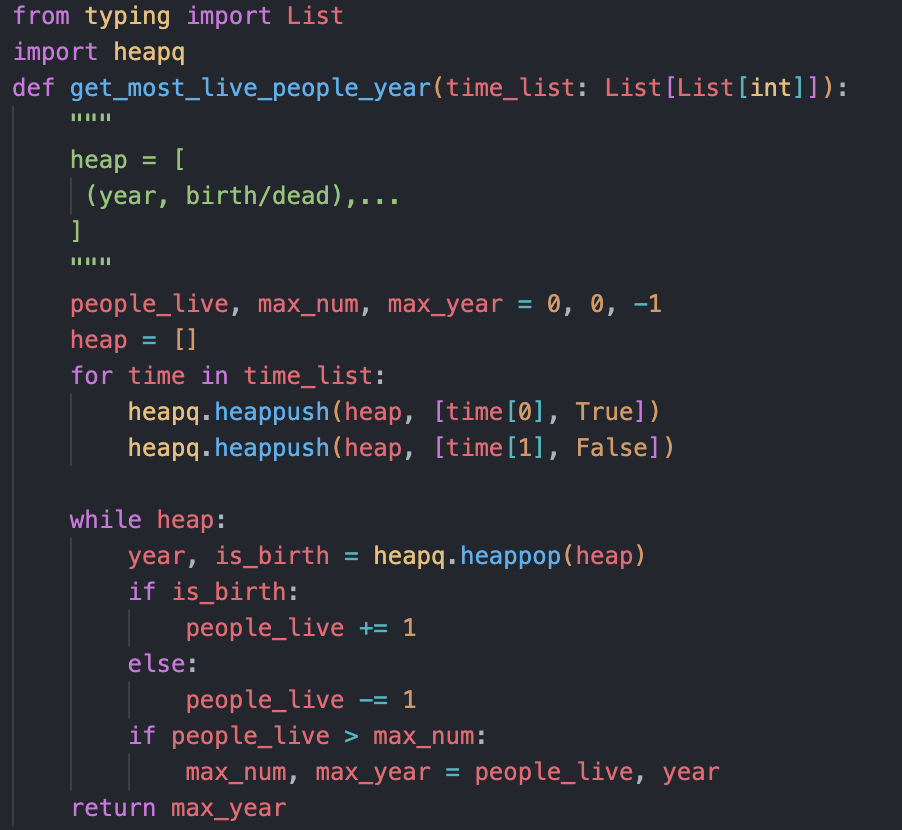 from typing import List
import heapq
def get_most_live_people_year(time_list: List[List[int]]):
    """
    heap = [
     (year, birth/dead),...
    ]
    """
    people_live, max_num, max_year = 0, 0, -1
    heap = []
    for time in time_list:
        heapq.heappush(heap, [time[0], True])
        heapq.heappush(heap, [time[1], False])

    while heap:
        year, is_birth = heapq.heappop(heap)
        if is_birth:
            people_live += 1
        else:
            people_live -= 1
        if people_live > max_num:
            max_num, max_year = people_live, year
    return max_year